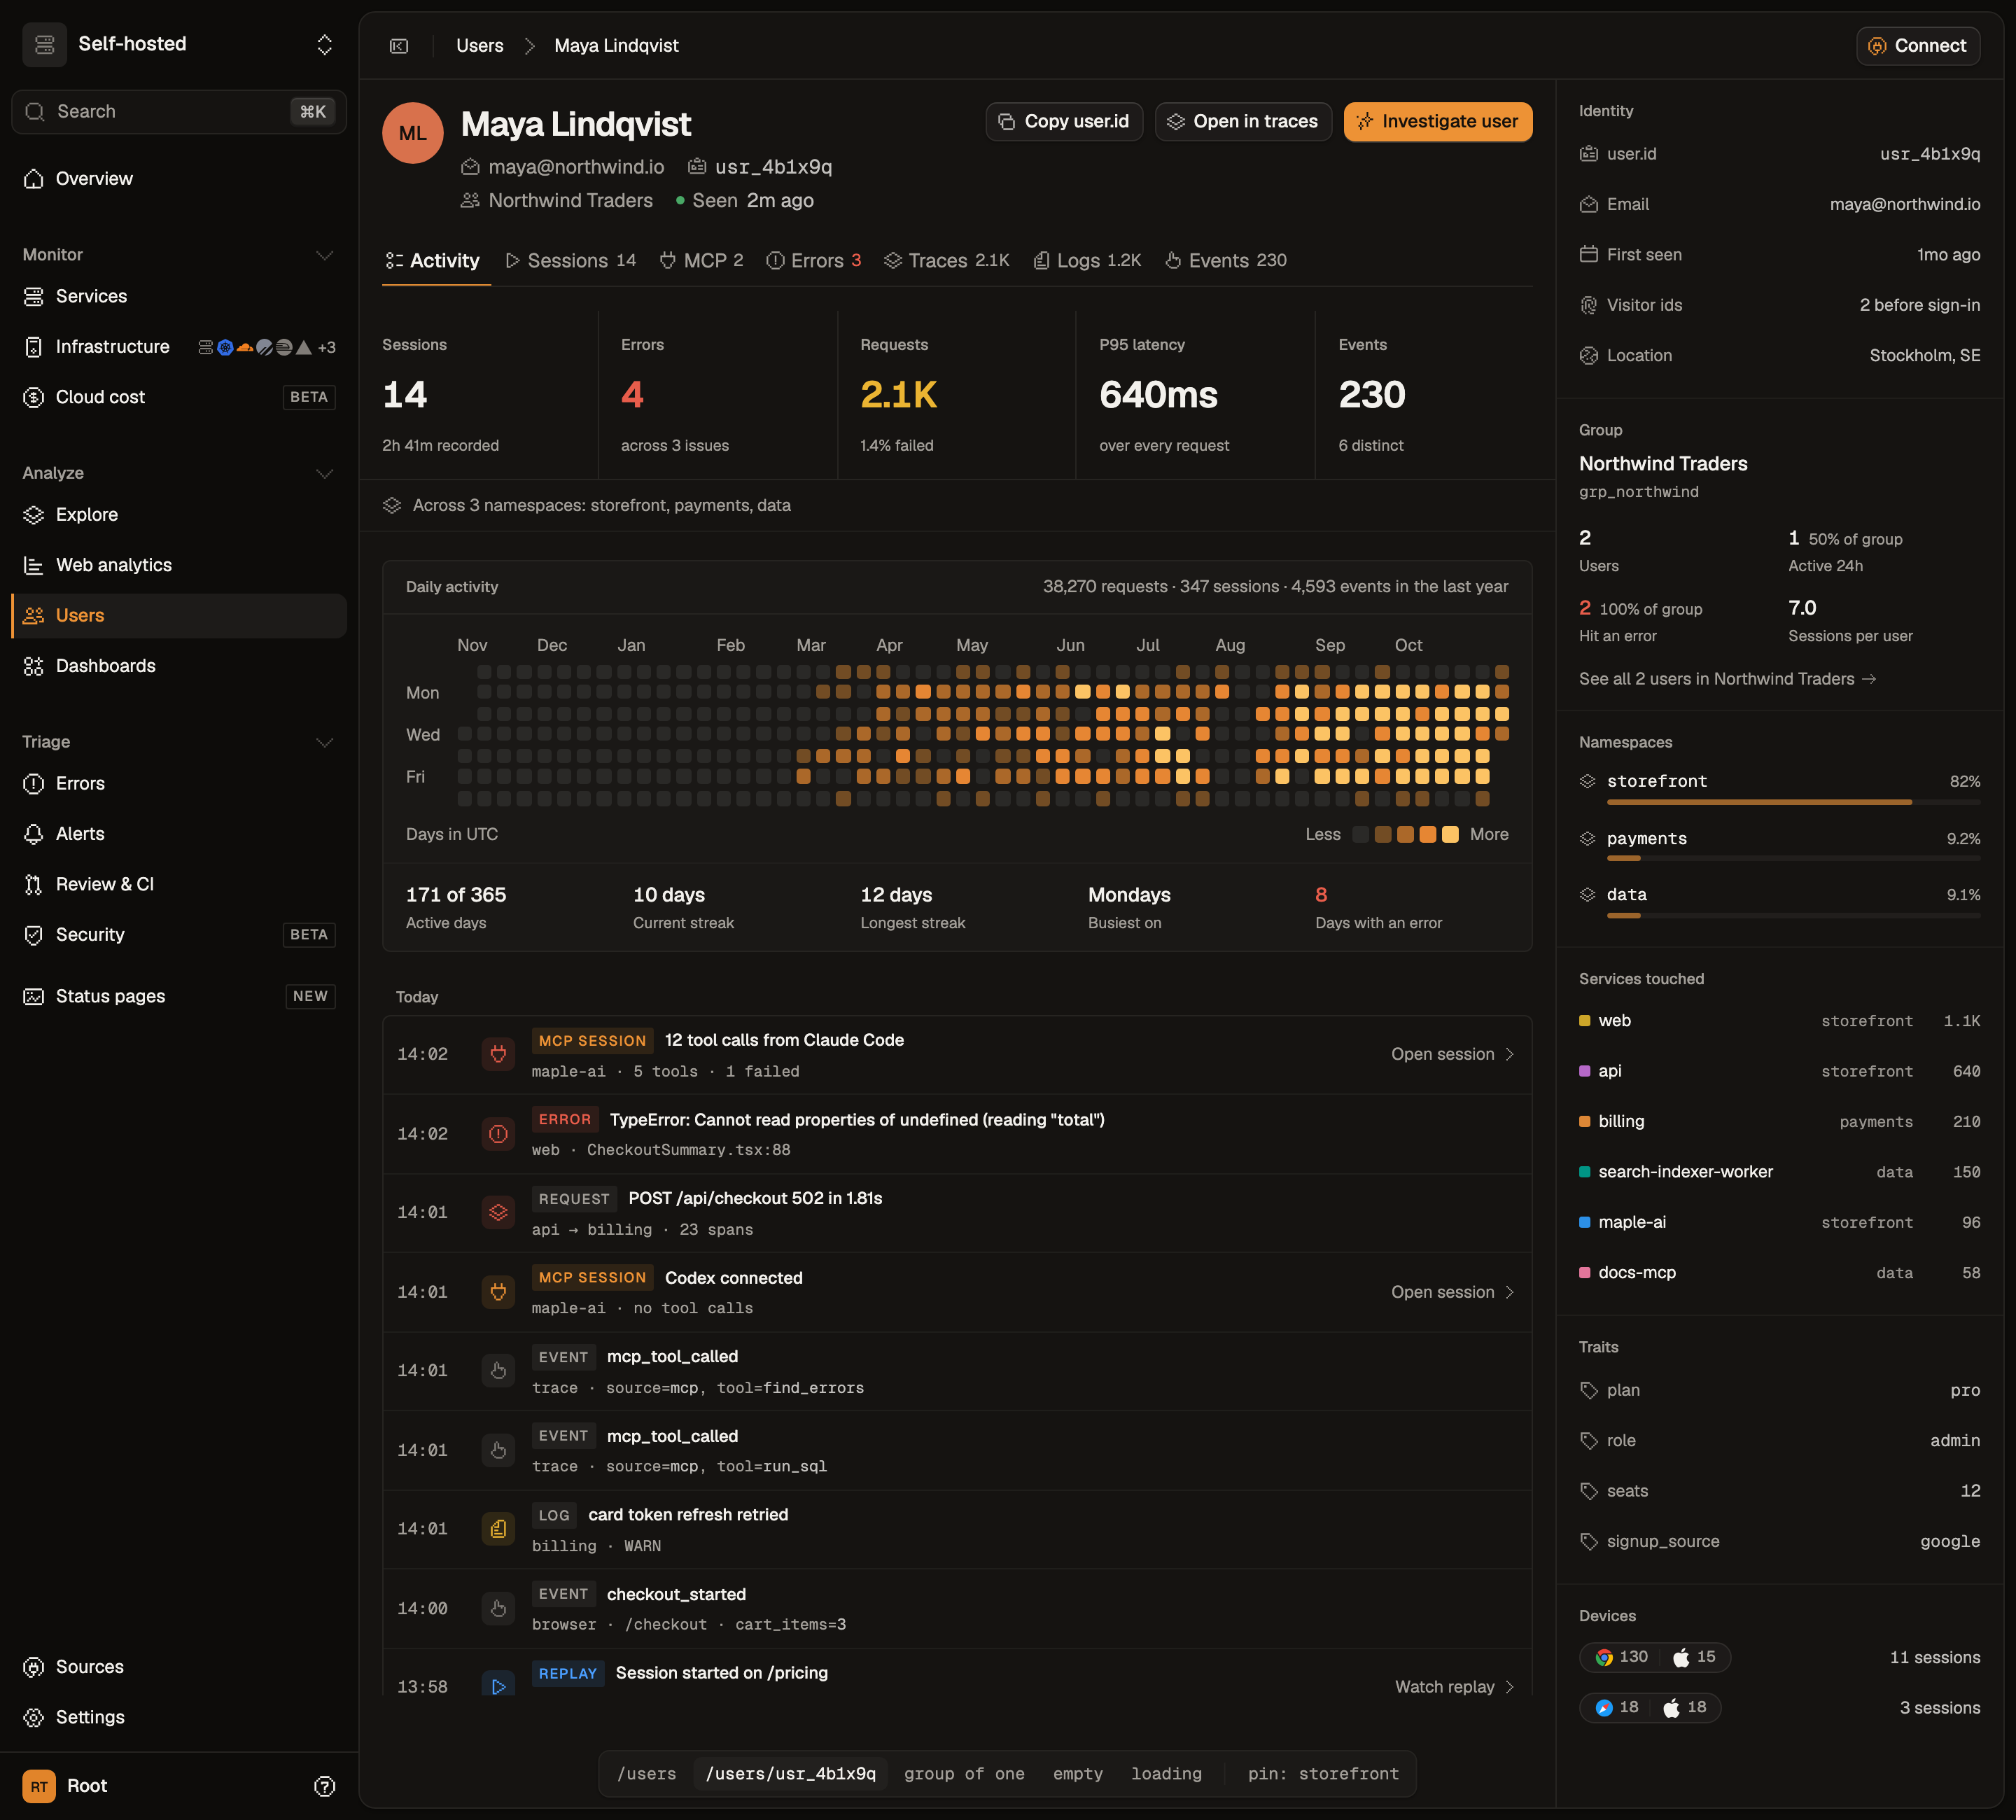 Self-hosted
Search ⌘K
Overview
Monitor
Services
Infrastructure +3
Cloud cost BETA
Analyze
Explore
Web analytics
Users
Dashboards
Triage
Errors
Alerts
Review & CI
Security BETA
Status pages NEW
Sources
Settings
RT Root
Users Maya Lindqvist
Connect
ML
Maya Lindqvist
Copy user.id
Open in traces
Investigate user
maya@northwind.io usr_4b1x9q
Northwind Traders Seen 2m ago
Activity Sessions 14 MCP 2 Errors 3 Traces 2.1K Logs 1.2K Events 230
Sessions
14
2h 41m recorded
Errors
4
across 3 issues
Requests
2.1K
1.4% failed
P95 latency
640ms
over every request
Events
230
6 distinct
Across 3 namespaces: storefront, payments, data
Daily activity 38,270 requests · 347 sessions · 4,593 events in the last year
Nov Dec Jan Feb Mar Apr May Jun Jul Aug Sep Oct
Mon
Wed
Fri
Days in UTC Less More
171 of 365
Active days
10 days
Current streak
12 days
Longest streak
Mondays
Busiest on
8
Days with an error
Today
14:02 MCP SESSION 12 tool calls from Claude Code
maple-ai · 5 tools · 1 failed
Open session
14:02 ERROR TypeError: Cannot read properties of undefined (reading "total")
web · CheckoutSummary.tsx:88
14:01 REQUEST POST /api/checkout 502 in 1.81s
api → billing · 23 spans
14:01 MCP SESSION Codex connected
maple-ai · no tool calls
Open session
14:01 EVENT mcp_tool_called
trace · source=mcp, tool=find_errors
14:01 EVENT mcp_tool_called
trace · source=mcp, tool=run_sql
14:01 LOG card token refresh retried
billing · WARN
14:00 EVENT checkout_started
browser · /checkout · cart_items=3
13:58 REPLAY Session started on /pricing
Watch replay
/users /users/usr_4b1x9q group of one empty loading pin: storefront
Identity
user.id usr_4b1x9q
Email maya@northwind.io
First seen 1mo ago
Visitor ids 2 before sign-in
Location Stockholm, SE
Group
Northwind Traders
grp_northwind
2
Users
1 50% of group
Active 24h
2 100% of group
Hit an error
7.0
Sessions per user
See all 2 users in Northwind Traders →
Namespaces
storefront 82%
payments 9.2%
data 9.1%
Services touched
web storefront 1.1K
api storefront 640
billing payments 210
search-indexer-worker data 150
maple-ai storefront 96
docs-mcp data 58
Traits
plan pro
role admin
seats 12
signup_source google
Devices
130 15 11 sessions
18 18 3 sessions